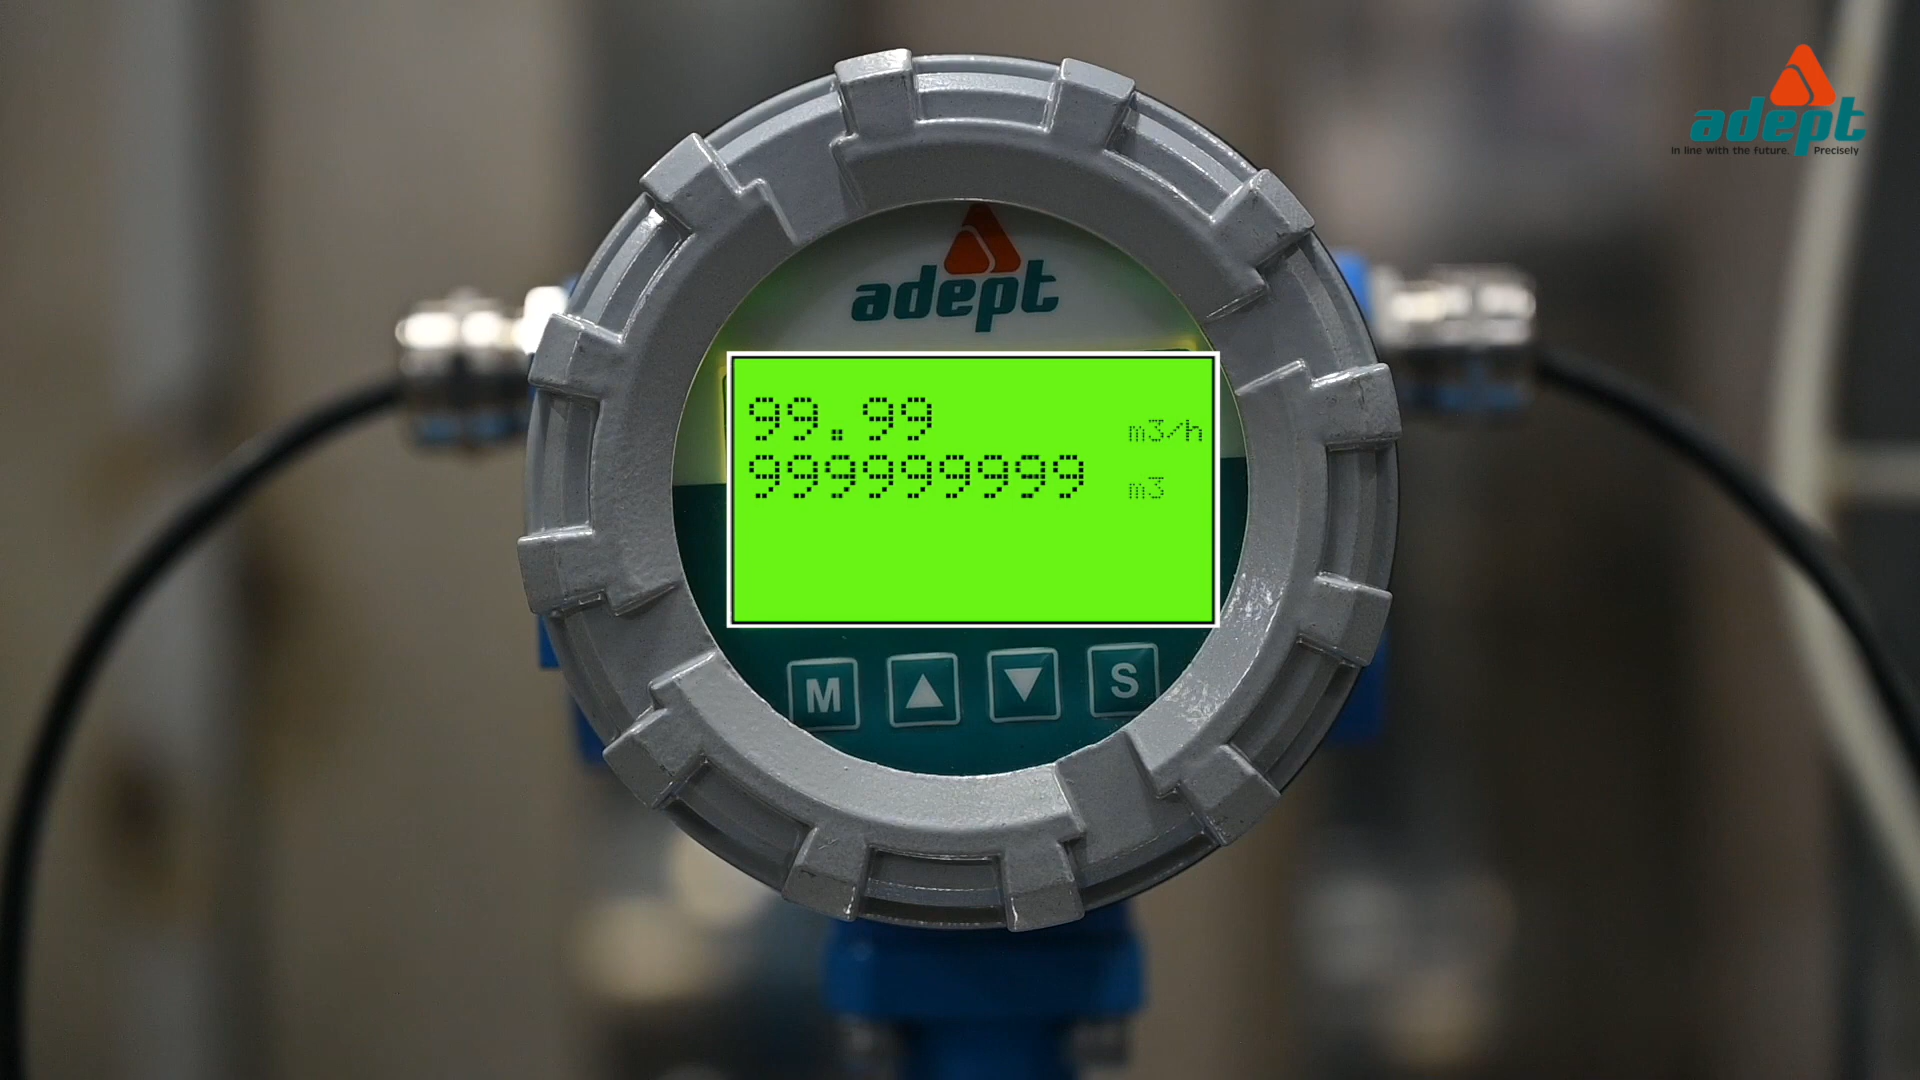 adept
In line with the future. Precisely
adept
99.99 m3/h
999999999 m3
M
S